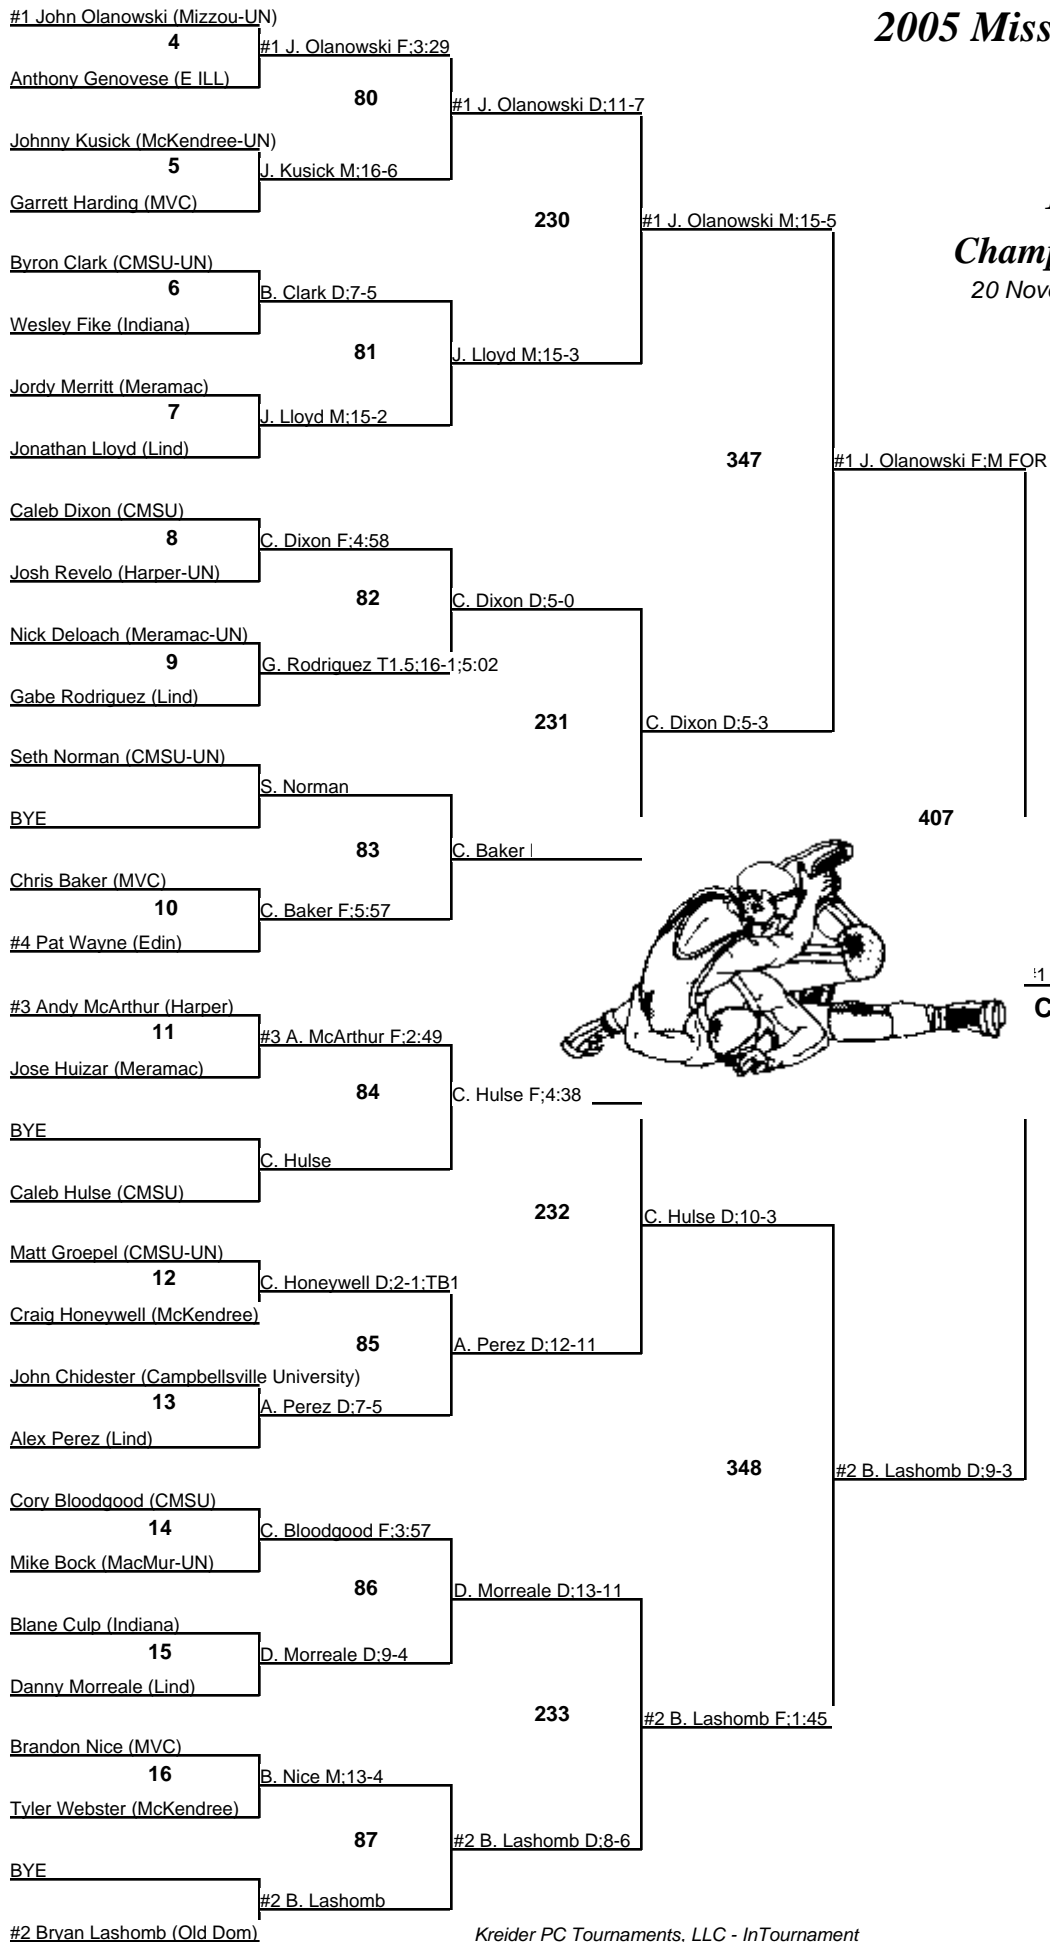 #1 John Olanowski (Mizzou-UN)
2005 Miss
4
#1 J. Olanowski F;3:29
Anthony Genovese (E ILL)
80
#1 J. Olanowski D;11-7
Johnny Kusick (McKendree-UN)
5
J. Kusick M;16-6
Garrett Harding (MVC)
230
#1 J. Olanowski M;15-5
Champ
20 Nove
Byron Clark (CMSU-UN)
6
B. Clark D;7-5
Wesley Fike (Indiana)
81
J. Lloyd M;15-3
Jordy Merritt (Meramac)
7
J. Lloyd M;15-2
Jonathan Lloyd (Lind)
347
#1 J. Olanowski F;M FOR
Caleb Dixon (CMSU)
8
C. Dixon F;4:58
Josh Revelo (Harper-UN)
82
C. Dixon D;5-0
Nick Deloach (Meramac-UN)
9
G. Rodriguez T1.5;16-1;5:02
Gabe Rodriguez (Lind)
231
C. Dixon D;5-3
Seth Norman (CMSU-UN)
S. Norman
BYE
407
83
C. Baker
Chris Baker (MVC)
10
C. Baker F;5:57
#4 Pat Wayne (Edin)
#3 Andy McArthur (Harper)
#1
C
11
#3 A. McArthur F;2:49
Jose Huizar (Meramac)
84
C. Hulse F;4:38
BYE
C. Hulse
Caleb Hulse (CMSU)
232
C. Hulse D;10-3
Matt Groepel (CMSU-UN)
12
C. Honeywell D;2-1;TB1
Craig Honeywell (McKendree)
85
A. Perez D;12-11
John Chidester (Campbellsville University)
13
A. Perez D;7-5
Alex Perez (Lind)
348
#2 B. Lashomb D;9-3
Cory Bloodgood (CMSU)
14
C. Bloodgood F;3:57
Mike Bock (MacMur-UN)
86
D. Morreale D;13-11
Blane Culp (Indiana)
15
D. Morreale D;9-4
Danny Morreale (Lind)
233
#2 B. Lashomb F;1:45
Brandon Nice (MVC)
16
B. Nice M;13-4
Tyler Webster (McKendree)
87
#2 B. Lashomb D;8-6
BYE
#2 B. Lashomb
#2 Bryan Lashomb (Old Dom)
Kreider PC Tournaments, LLC - InTournament